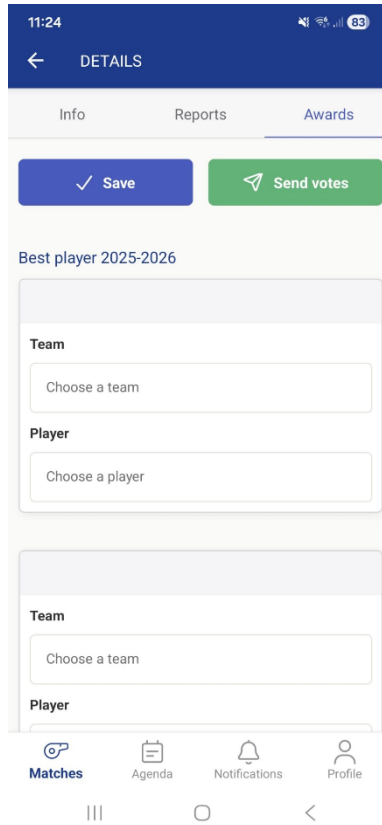 11:24
83
DETAILS
Info Reports Awards
Save Send votes
Best player 2025-2026
Team
Choose a team
Player
Choose a player
Team
Choose a team
Player
Matches Agenda Notifications Profile